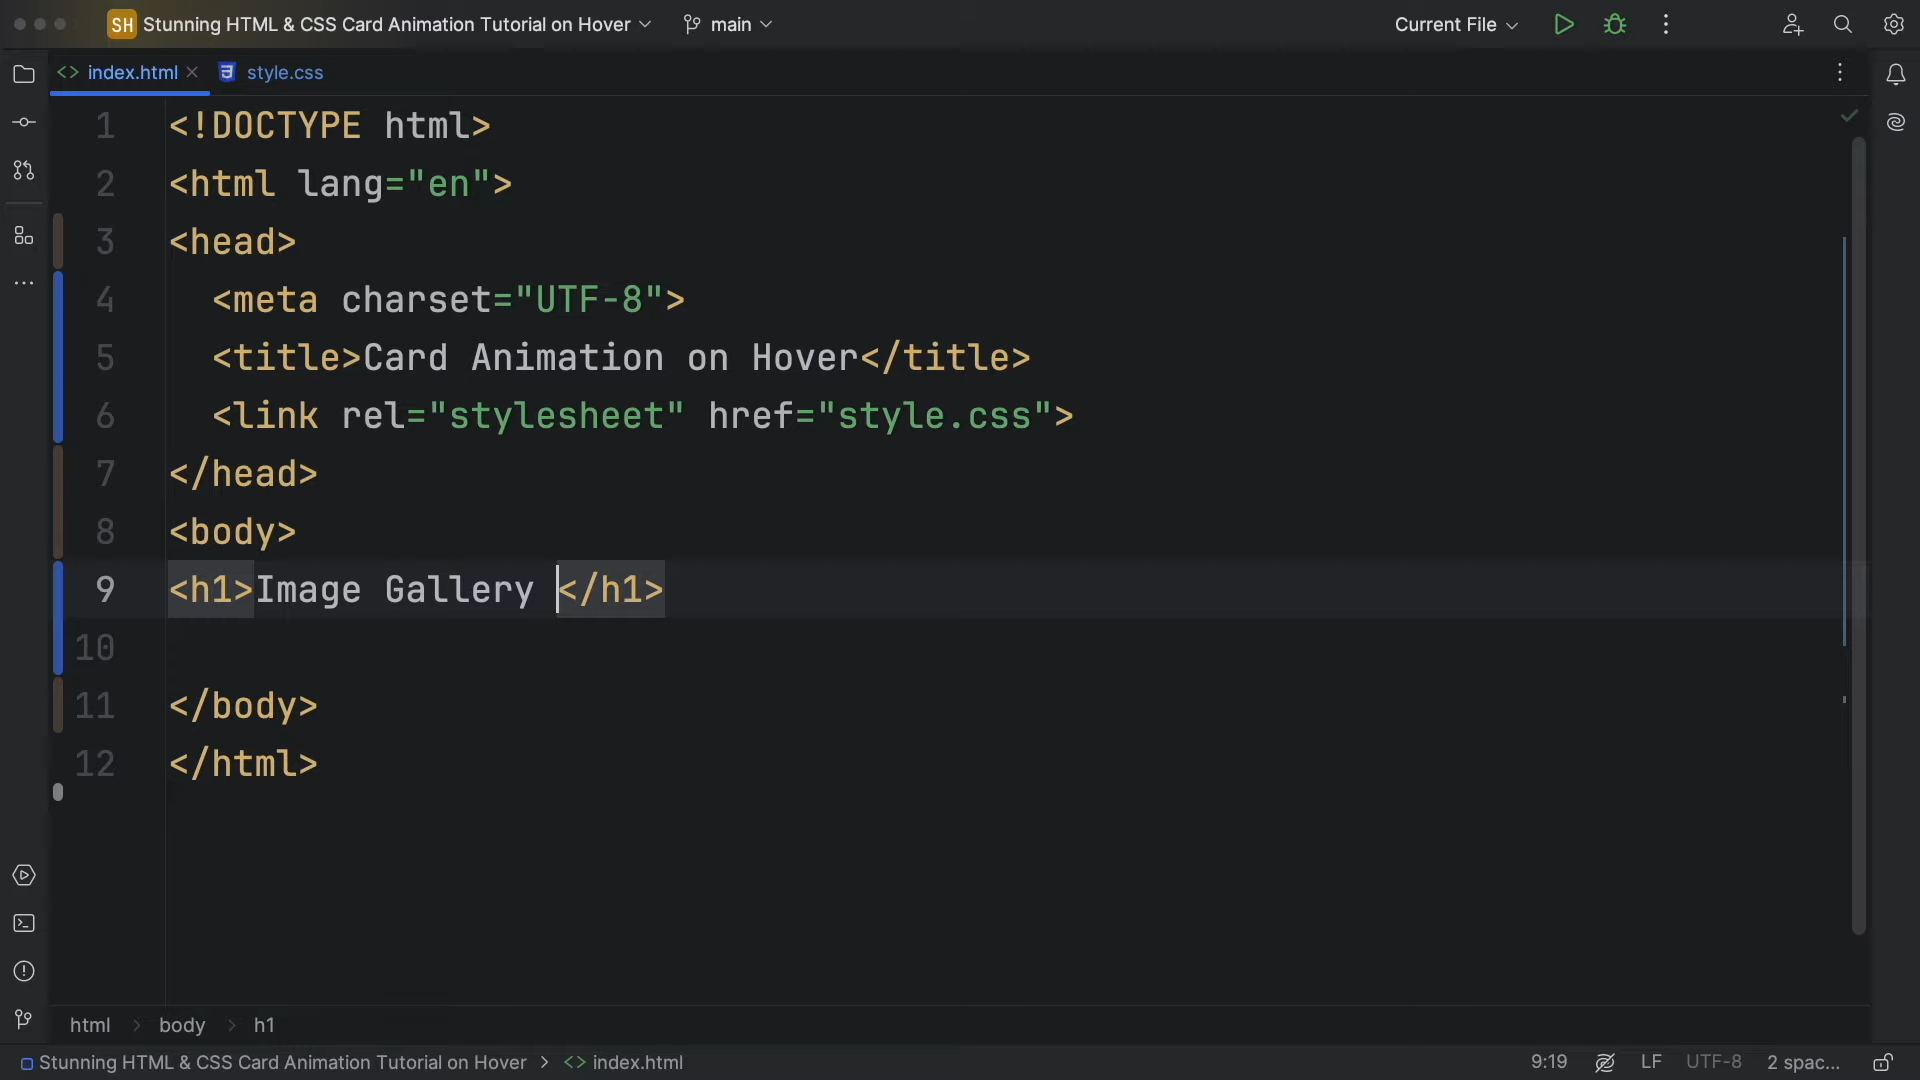 SH Stunning HTML & CSS Card Animation Tutorial on Hover main Current File
index.html style.css
1 <!DOCTYPE html>
2 <html lang="en">
3 <head>
4 <meta charset="UTF-8">
5 <title>Card Animation on Hover</title>
6 <link rel="stylesheet" href="style.css">
7 </head>
8 <body>
9 <h1>Image Gallery </h1>
10
11 </body>
12 </html>
html > body > h1
Stunning HTML & CSS Card Animation Tutorial on Hover > <> index.html 9:19 LF UTF-8 2 spac...